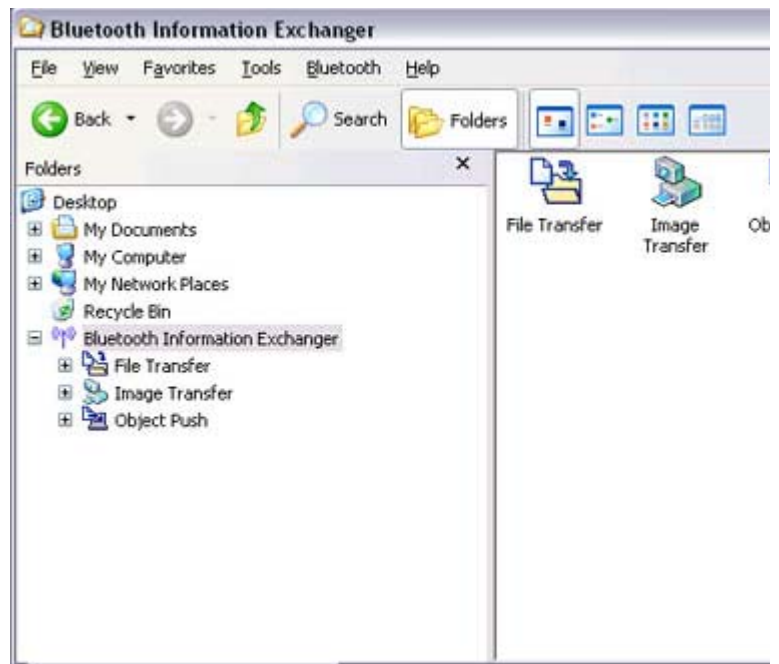 Bluetooth Information Exchanger
File View Favorites Tools Bluetooth Help
Back Search Folders
Folders
Desktop
My Documents
My Computer
My Network Places
Recycle Bin
Bluetooth Information Exchanger
File Transfer
Image Transfer
Object Push
File Transfer
Image
Transfer
Ob